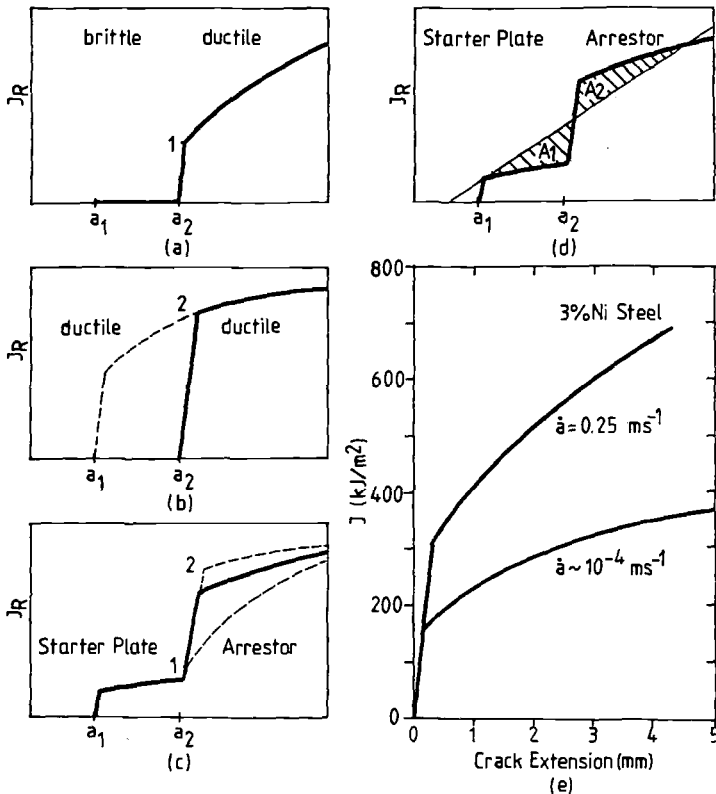 brittle ductile
J_R
1
a₁ a₂
(a)
ductile ductile
J_R
2
a₁ a₂
(b)
Starter Plate Arrestor
J_R
2
1
a₁ a₂
(c)
Starter Plate Arrestor
J_R
A₂
A₁
a₁ a₂
(d)
800
600
400
200
0
J (kJ/m²)
3%Ni Steel
ȧ≃0.25 ms⁻¹
ȧ~10⁻⁴ ms⁻¹
0 1 2 3 4 5
Crack Extension (mm)
(e)